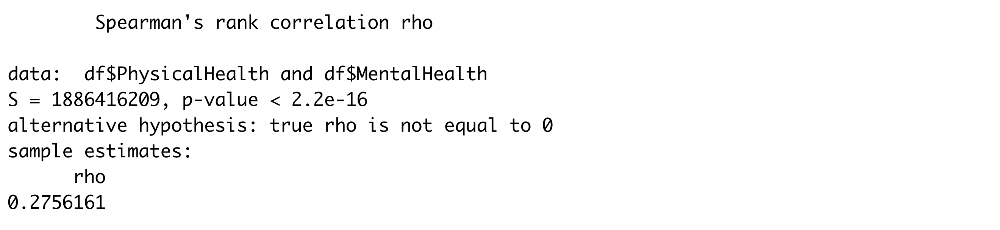 Spearman's rank correlation rho
data:  df$PhysicalHealth and df$MentalHealth
S = 1886416209, p-value < 2.2e-16
alternative hypothesis: true rho is not equal to 0
sample estimates:
rho
0.2756161